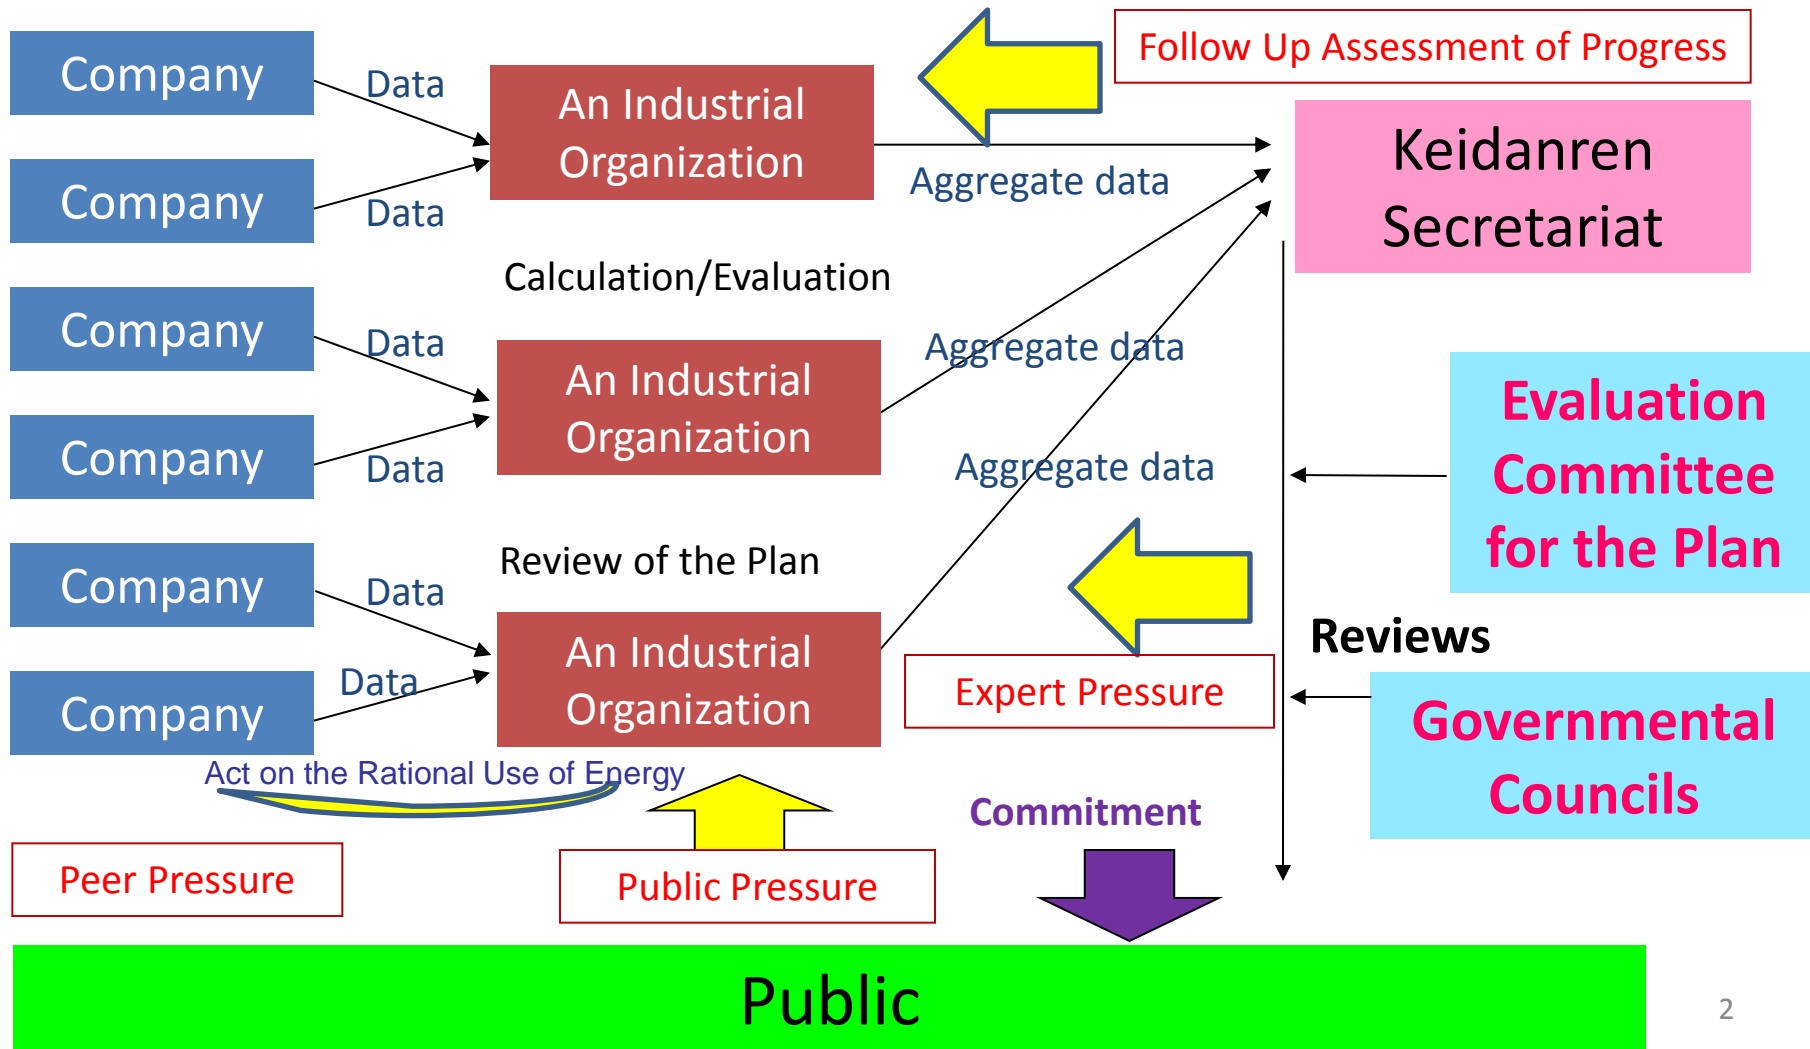 Follow Up Assessment of Progress
Company
Data
An Industrial
Organization
Keidanren
Secretariat
Aggregate data
Company
Data
Calculation/Evaluation
Company
Data
An Industrial
Organization
Aggregate data
Evaluation
Committee
for the Plan
Company
Data
Aggregate data
Review of the Plan
Company
Data
An Industrial
Organization
Reviews
Expert Pressure
Company
Data
Governmental
Councils
Act on the Rational Use of Energy
Commitment
Peer Pressure
Public Pressure
Public
2